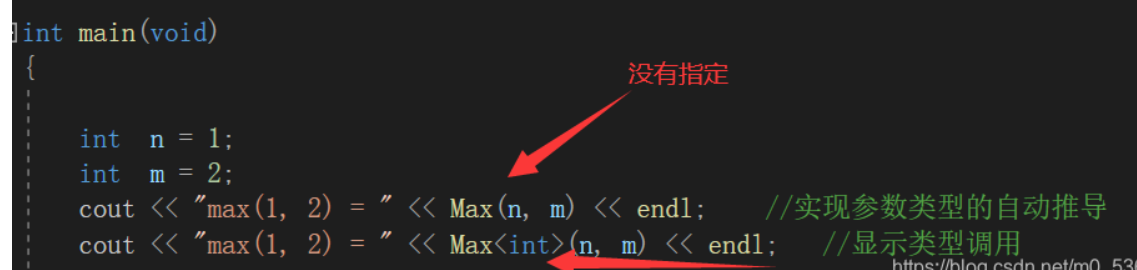 int main(void)
{
没有指定
int n = 1;
int m = 2;
cout << "max(1, 2) = " << Max(n, m) << endl; //实现参数类型的自动推导
cout << "max(1, 2) = " << Max<int>(n, m) << endl; //显示类型调用
https://blog.csdn.net/m0_536